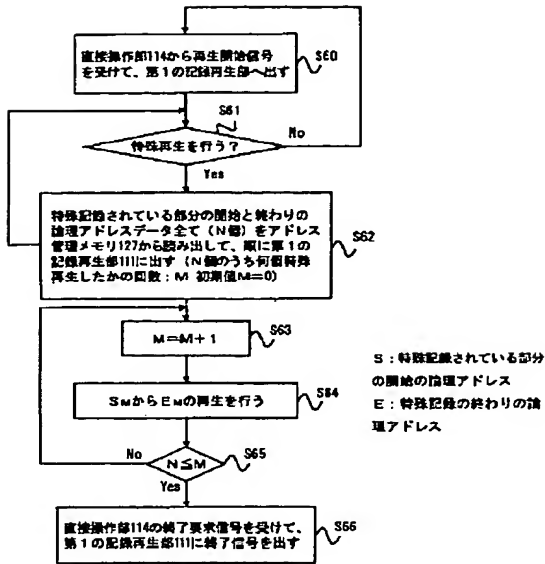 直接操作部114から再生開始信号
を受けて、第1の記録再生部へ出す
S60
S61
特殊再生を行う？
No
Yes
特殊記録されている部分の開始と終わりの
論理アドレスデータ全て（N個）をアドレス
管理メモリ127から読み出して、順に第1の
記録再生部111に出す（N個のうち何個特殊
再生したかの回数：M 初期値M=0）
S62
M=M+1
S63
SMからEMの再生を行う
S64
S：特殊記録されている部分
の開始の論理アドレス
E：特殊記録の終わりの論
理アドレス
No
N≦M
S65
Yes
直接操作部114の終了要求信号を受けて、
第1の記録再生部111に終了信号を出す
S66